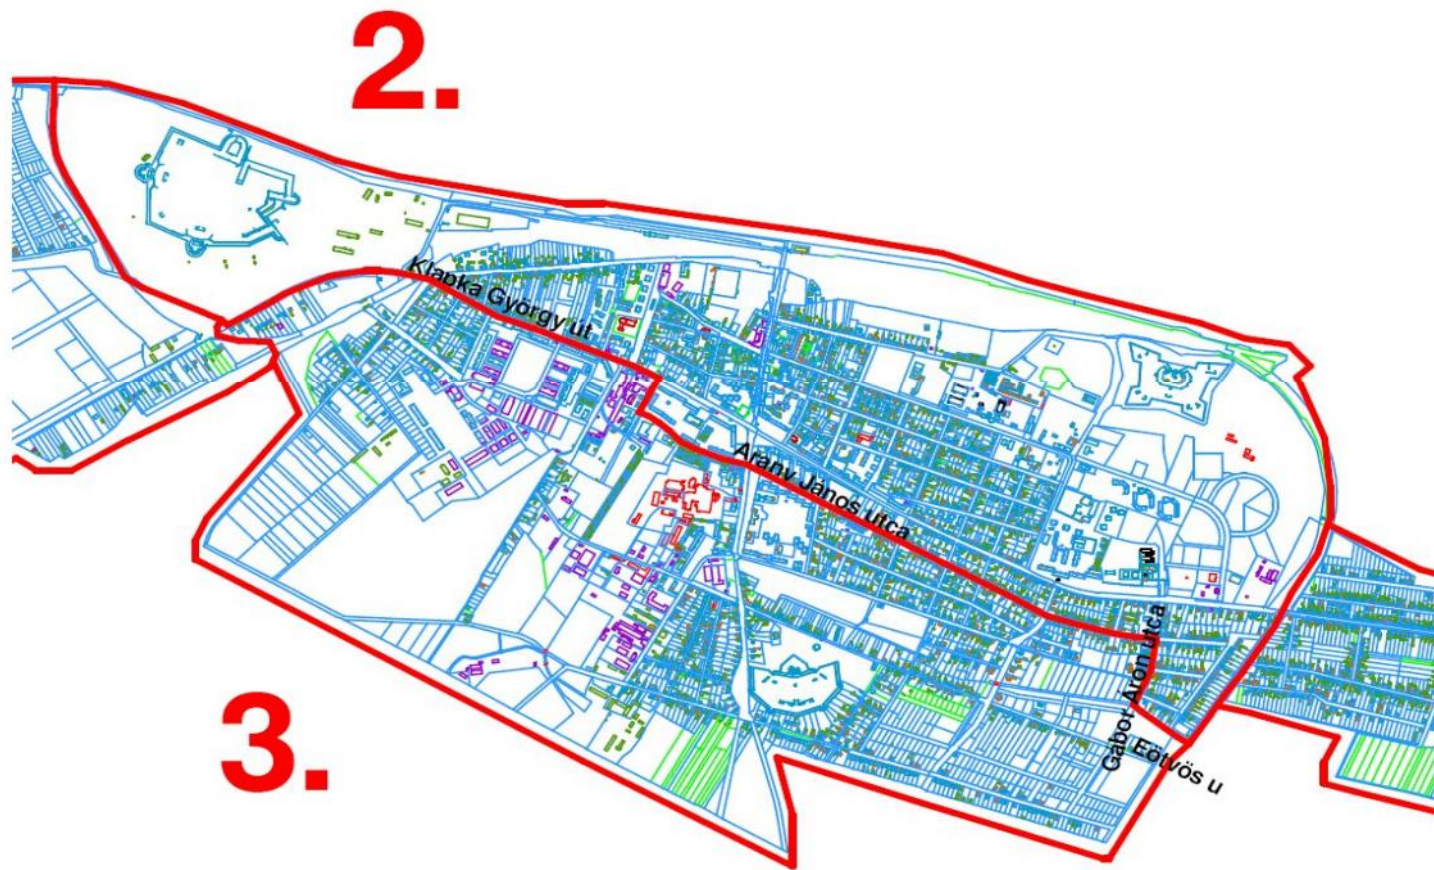 2.
Klapka György út
Arany János utca
Gábor Áron utca
Eötvös u
3.